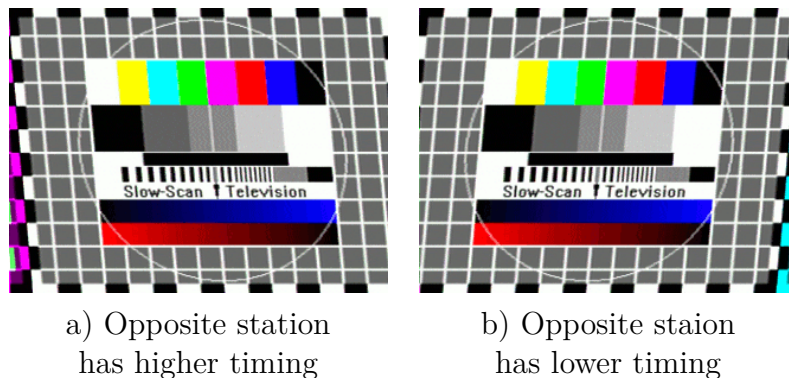 Slow-Scan Television
Slow-Scan Television
a) Opposite station
has higher timing
b) Opposite staion
has lower timing